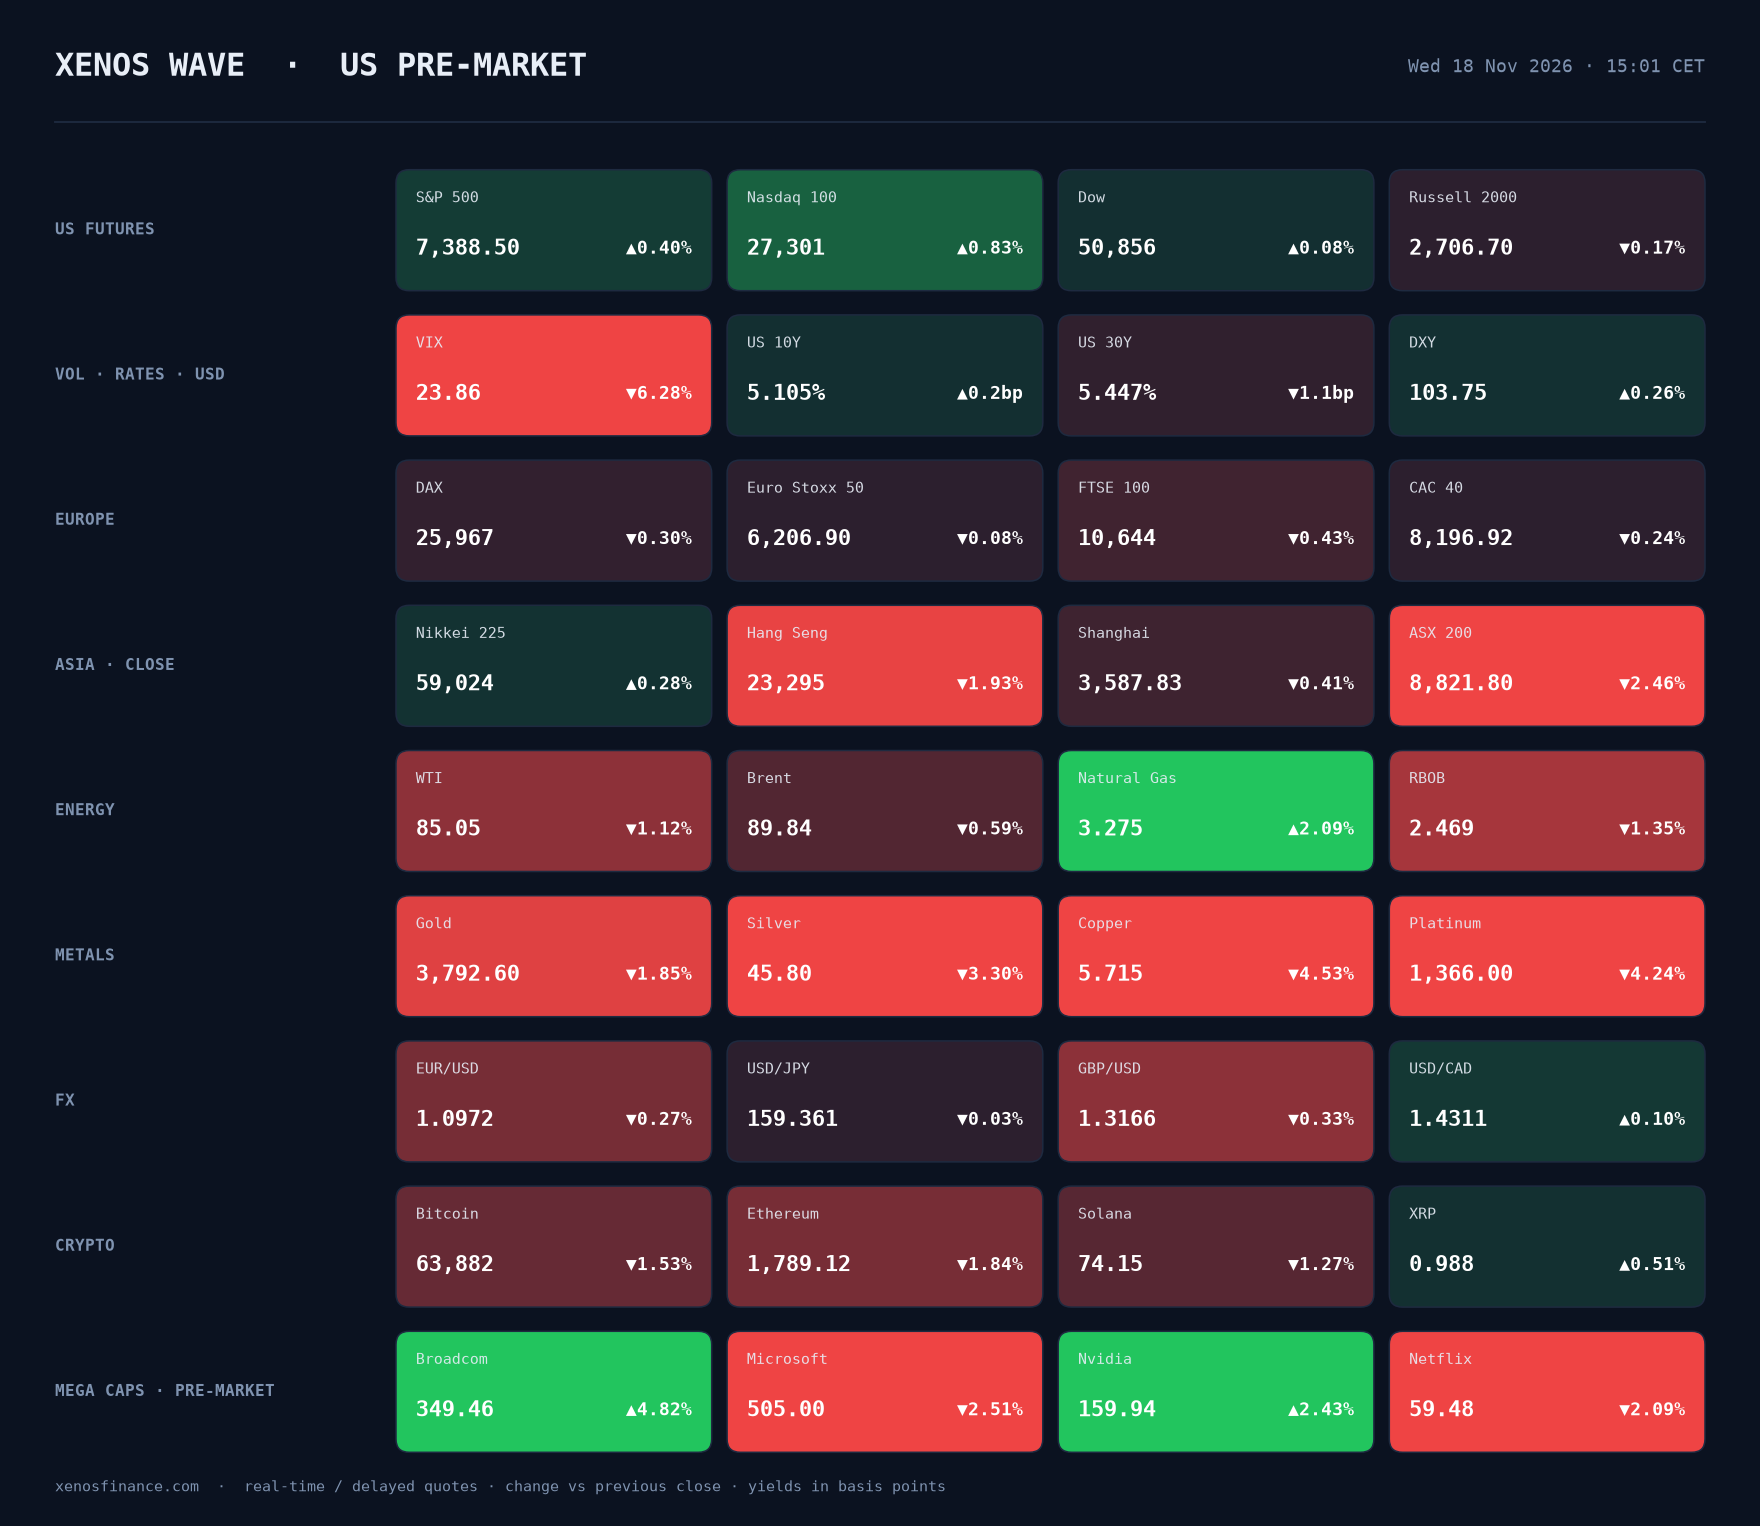 XENOS WAVE · US PRE-MARKET
Wed 18 Nov 2026 · 15:01 CET
US FUTURES
S&P 500
7,388.50 ▲0.40%
Nasdaq 100
27,301 ▲0.83%
Dow
50,856 ▲0.08%
Russell 2000
2,706.70 ▼0.17%
VOL · RATES · USD
VIX
23.86 ▼6.28%
US 10Y
5.105% ▲0.2bp
US 30Y
5.447% ▼1.1bp
DXY
103.75 ▲0.26%
EUROPE
DAX
25,967 ▼0.30%
Euro Stoxx 50
6,206.90 ▼0.08%
FTSE 100
10,644 ▼0.43%
CAC 40
8,196.92 ▼0.24%
ASIA · CLOSE
Nikkei 225
59,024 ▲0.28%
Hang Seng
23,295 ▼1.93%
Shanghai
3,587.83 ▼0.41%
ASX 200
8,821.80 ▼2.46%
ENERGY
WTI
85.05 ▼1.12%
Brent
89.84 ▼0.59%
Natural Gas
3.275 ▲2.09%
RBOB
2.469 ▼1.35%
METALS
Gold
3,792.60 ▼1.85%
Silver
45.80 ▼3.30%
Copper
5.715 ▼4.53%
Platinum
1,366.00 ▼4.24%
FX
EUR/USD
1.0972 ▼0.27%
USD/JPY
159.361 ▼0.03%
GBP/USD
1.3166 ▼0.33%
USD/CAD
1.4311 ▲0.10%
CRYPTO
Bitcoin
63,882 ▼1.53%
Ethereum
1,789.12 ▼1.84%
Solana
74.15 ▼1.27%
XRP
0.988 ▲0.51%
MEGA CAPS · PRE-MARKET
Broadcom
349.46 ▲4.82%
Microsoft
505.00 ▼2.51%
Nvidia
159.94 ▲2.43%
Netflix
59.48 ▼2.09%
xenosfinance.com · real-time / delayed quotes · change vs previous close · yields in basis points